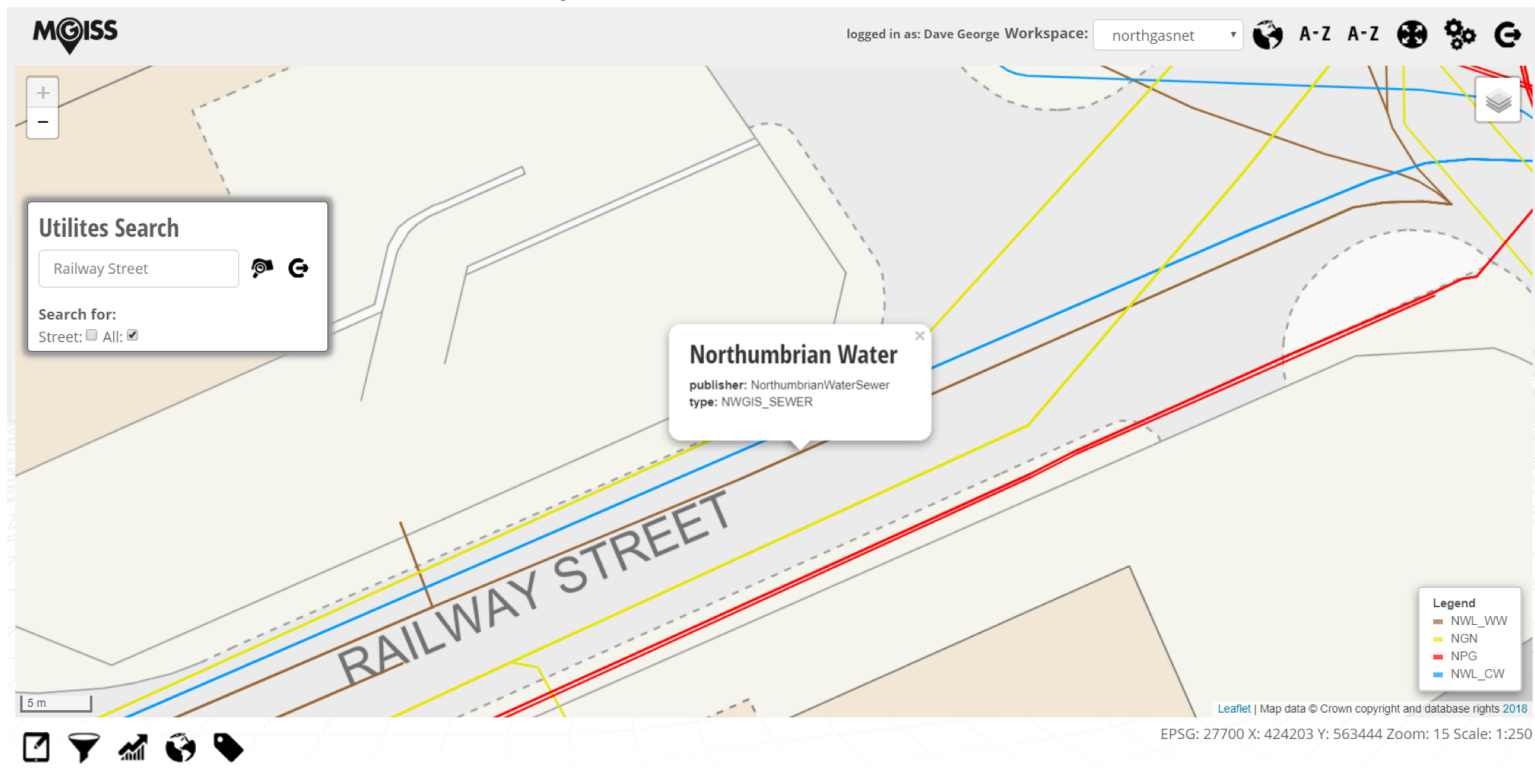 MGISS
logged in as: Dave George Workspace: northgasnet A-Z A-Z
+
−
Utilites Search
Railway Street
Search for:
Street: All:
×
Northumbrian Water
publisher: NorthumbrianWaterSewer
type: NWGIS_SEWER
RAILWAY STREET
Legend
NWL_WW
NGN
NPG
NWL_CW
5 m
Leaflet | Map data © Crown copyright and database rights 2018
EPSG: 27700 X: 424203 Y: 563444 Zoom: 15 Scale: 1:250